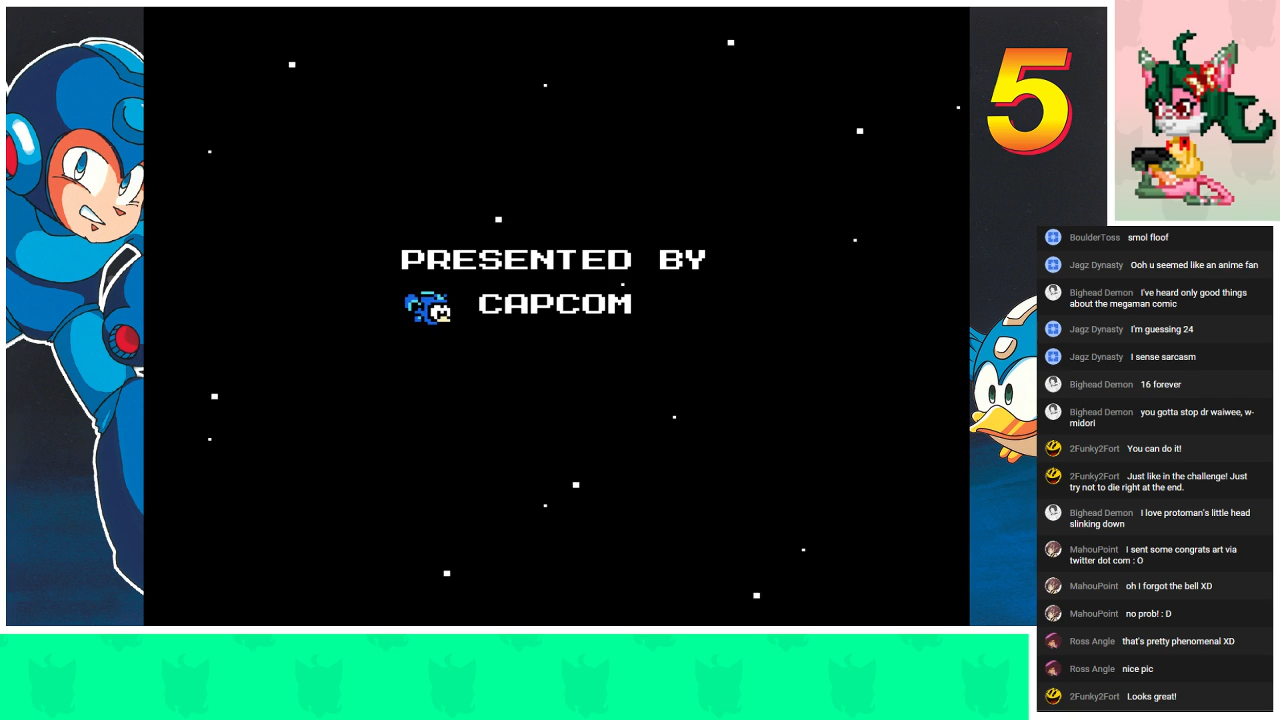 5
PRESENTED BY
CAPCOM
BoulderToss smol floof
Jagz Dynasty Ooh u seemed like an anime fan
Bighead Demon I've heard only good things
about the megaman comic
Jagz Dynasty I'm guessing 24
Jagz Dynasty I sense sarcasm
Bighead Demon 16 forever
Bighead Demon you gotta stop dr waiwee, w-
midori
2Funky2Fort You can do it!
2Funky2Fort Just like in the challenge! Just
try not to die right at the end.
Bighead Demon I love protoman's little head
slinking down
MahouPoint I sent some congrats art via
twitter dot com : O
MahouPoint oh I forgot the bell XD
MahouPoint no prob! : D
Ross Angle that's pretty phenomenal XD
Ross Angle nice pic
2Funky2Fort Looks great!